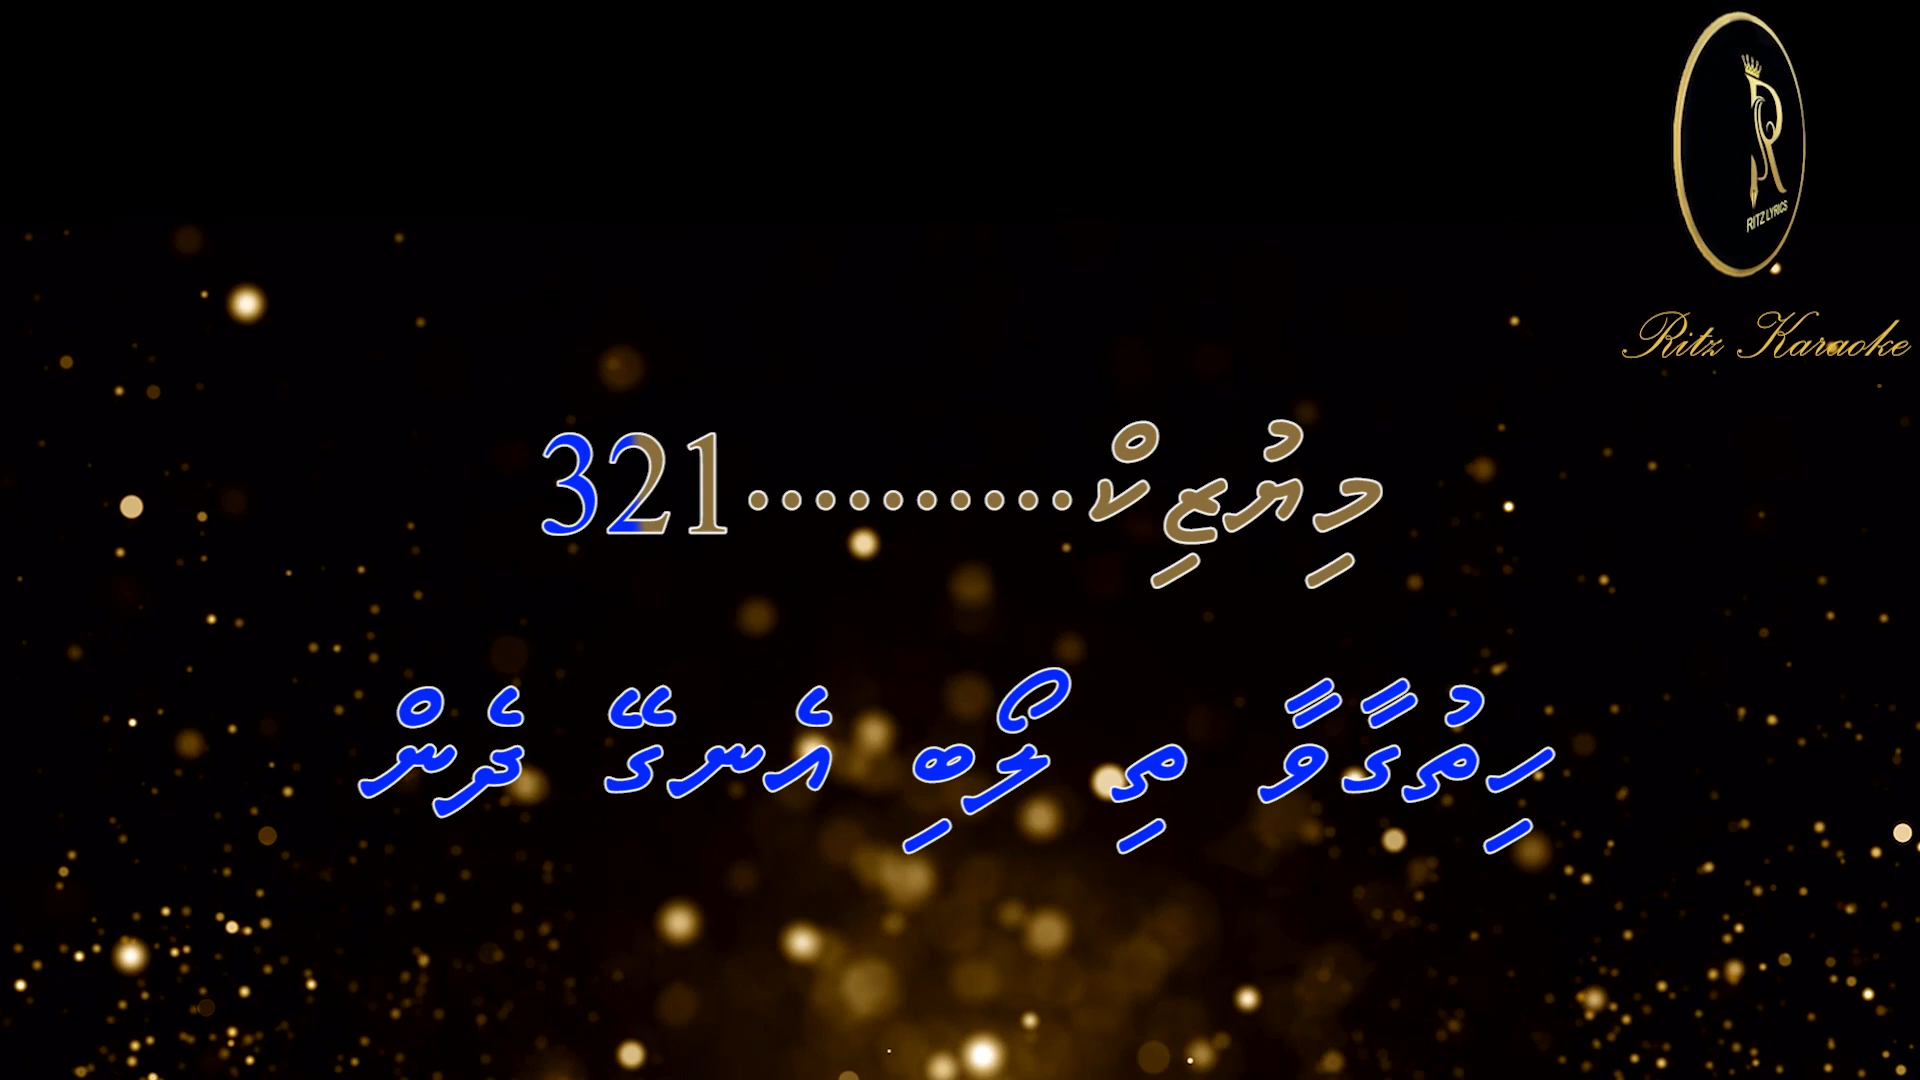 RITZ LYRICS
Ritz Karaoke
މިޔުޒިކް..........321
ހިތުގާވާ ތި ލޯބި އެނގޭ ދެން